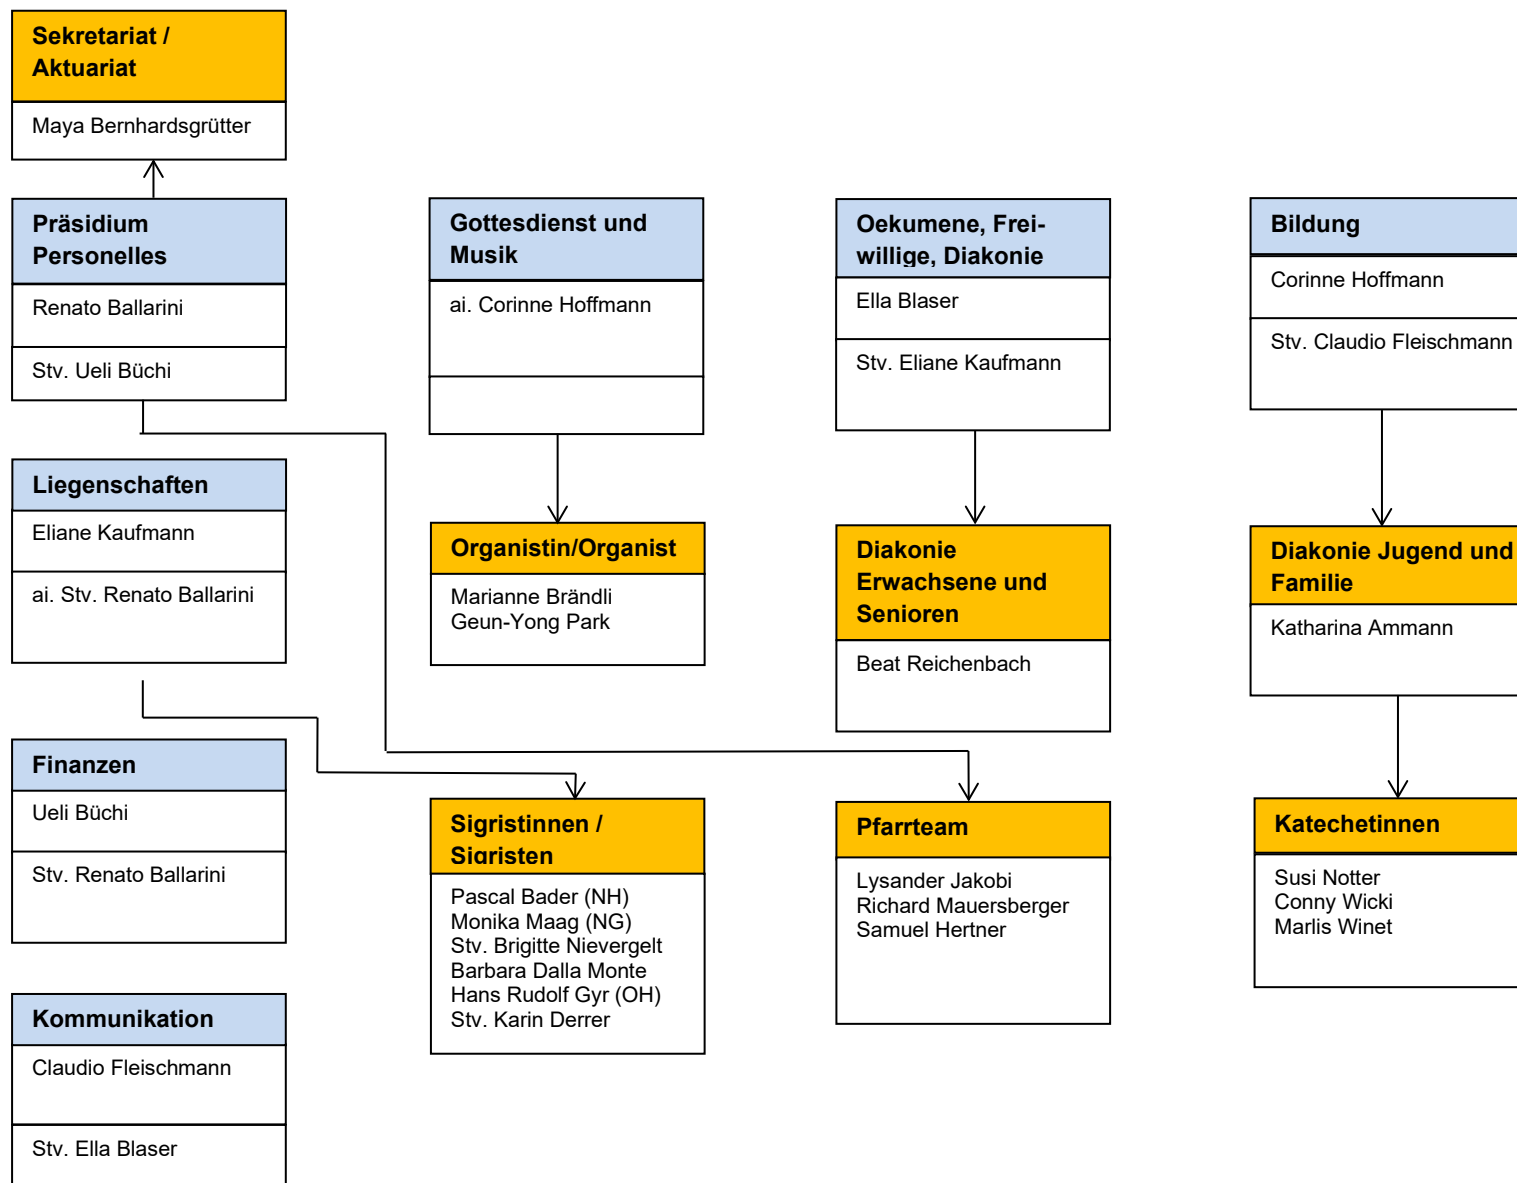 Sekretariat /
Aktuariat
Maya Bernhardsgrütter
Präsidium
Personelles
Renato Ballarini
Stv. Ueli Büchi
Gottesdienst und
Musik
ai. Corinne Hoffmann
Oekumene, Frei-
willige, Diakonie
Ella Blaser
Stv. Eliane Kaufmann
Bildung
Corinne Hoffmann
Stv. Claudio Fleischmann
Liegenschaften
Eliane Kaufmann
ai. Stv. Renato Ballarini
Organistin/Organist
Marianne Brändli
Geun-Yong Park
Diakonie
Erwachsene und
Senioren
Beat Reichenbach
Diakonie Jugend und
Familie
Katharina Ammann
Finanzen
Ueli Büchi
Stv. Renato Ballarini
Sigristinnen /
Sigristen
Pascal Bader (NH)
Monika Maag (NG)
Stv. Brigitte Nievergelt
Barbara Dalla Monte
Hans Rudolf Gyr (OH)
Stv. Karin Derrer
Pfarrteam
Lysander Jakobi
Richard Mauersberger
Samuel Hertner
Katechetinnen
Susi Notter
Conny Wicki
Marlis Winet
Kommunikation
Claudio Fleischmann
Stv. Ella Blaser